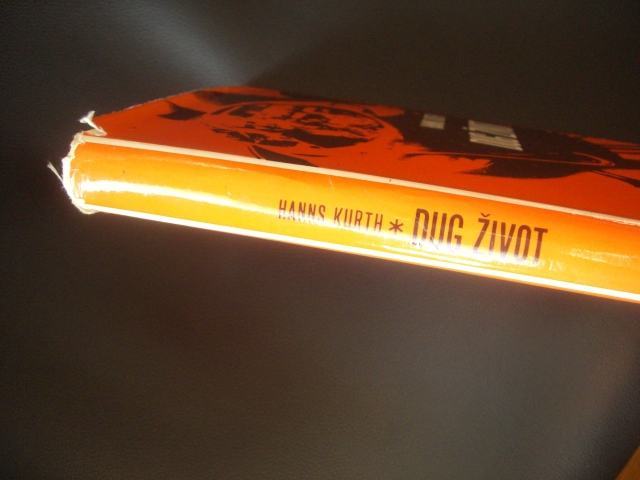 HANNS KURTH * DUG ŽIVOT